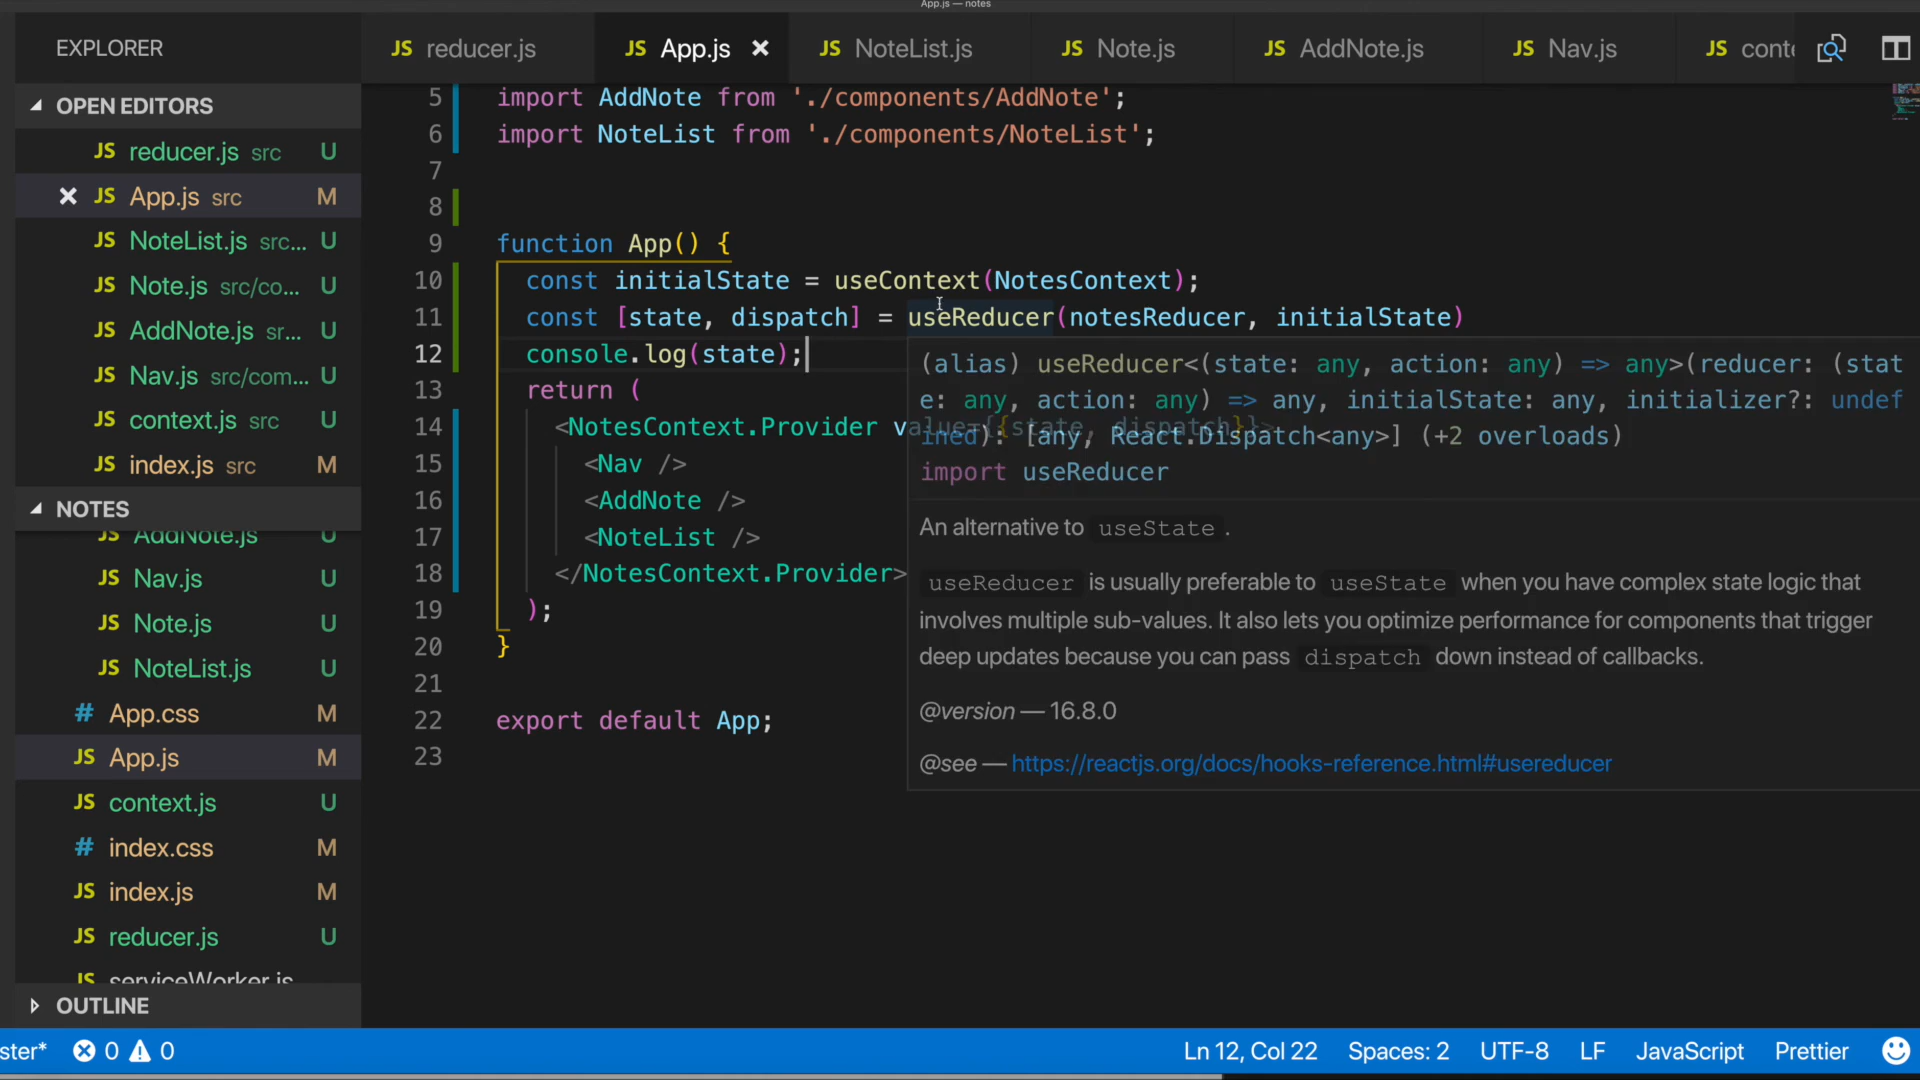 App.js — notes
EXPLORER
JS reducer.js
JS App.js
JS NoteList.js
JS Note.js
JS AddNote.js
JS Nav.js
JS conte
OPEN EDITORS
JS reducer.js src U
JS App.js src M
JS NoteList.js src... U
JS Note.js src/co... U
JS AddNote.js sr... U
JS Nav.js src/com... U
JS context.js src U
JS index.js src M
NOTES
JS AddNote.js U
JS Nav.js U
JS Note.js U
JS NoteList.js U
# App.css M
JS App.js M
JS context.js U
# index.css M
JS index.js M
JS reducer.js U
JS serviceWorker.js
OUTLINE
5 import AddNote from './components/AddNote';
6 import NoteList from './components/NoteList';
7
8
9 function App() {
10 const initialState = useContext(NotesContext);
11 const [state, dispatch] = useReducer(notesReducer, initialState)
12 console.log(state);
13 return (
14 <NotesContext.Provider value={{state, dispatch}}>
15 <Nav />
16 <AddNote />
17 <NoteList />
18 </NotesContext.Provider>
19 );
20 }
21
22 export default App;
23
(alias) useReducer<(state: any, action: any) => any>(reducer: (stat
e: any, action: any) => any, initialState: any, initializer?: undef
ined): [any, React.Dispatch<any>] (+2 overloads)
import useReducer
An alternative to useState .
useReducer is usually preferable to useState when you have complex state logic that
involves multiple sub-values. It also lets you optimize performance for components that trigger
deep updates because you can pass dispatch down instead of callbacks.
@version — 16.8.0
@see — https://reactjs.org/docs/hooks-reference.html#usereducer
ster* 0 0
Ln 12, Col 22 Spaces: 2 UTF-8 LF JavaScript Prettier